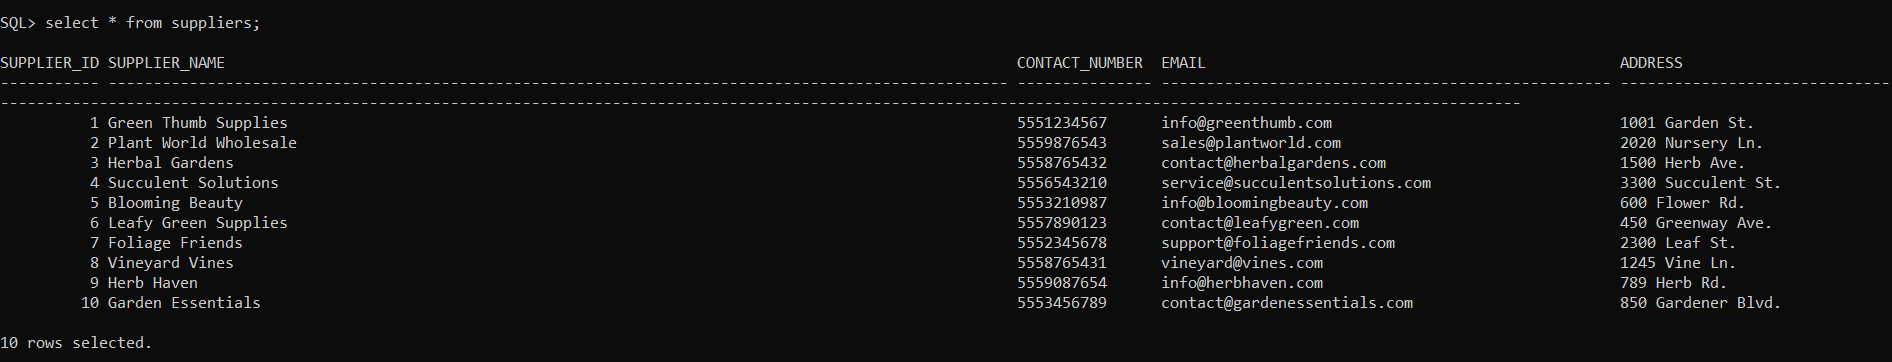 SQL> select * from suppliers;
SUPPLIER_ID SUPPLIER_NAME CONTACT_NUMBER EMAIL ADDRESS
----------- ---------------------------------------------------------------------------------------------------- --------------- -------------------------------------------------- ------------------------------
-------------------------------------------------------------------------------------------------------------------------------------------------------------------------
1 Green Thumb Supplies 5551234567 info@greenthumb.com 1001 Garden St.
2 Plant World Wholesale 5559876543 sales@plantworld.com 2020 Nursery Ln.
3 Herbal Gardens 5558765432 contact@herbalgardens.com 1500 Herb Ave.
4 Succulent Solutions 5556543210 service@succulentsolutions.com 3300 Succulent St.
5 Blooming Beauty 5553210987 info@bloomingbeauty.com 600 Flower Rd.
6 Leafy Green Supplies 5557890123 contact@leafygreen.com 450 Greenway Ave.
7 Foliage Friends 5552345678 support@foliagefriends.com 2300 Leaf St.
8 Vineyard Vines 5558765431 vineyard@vines.com 1245 Vine Ln.
9 Herb Haven 5559087654 info@herbhaven.com 789 Herb Rd.
10 Garden Essentials 5553456789 contact@gardenessentials.com 850 Gardener Blvd.
10 rows selected.